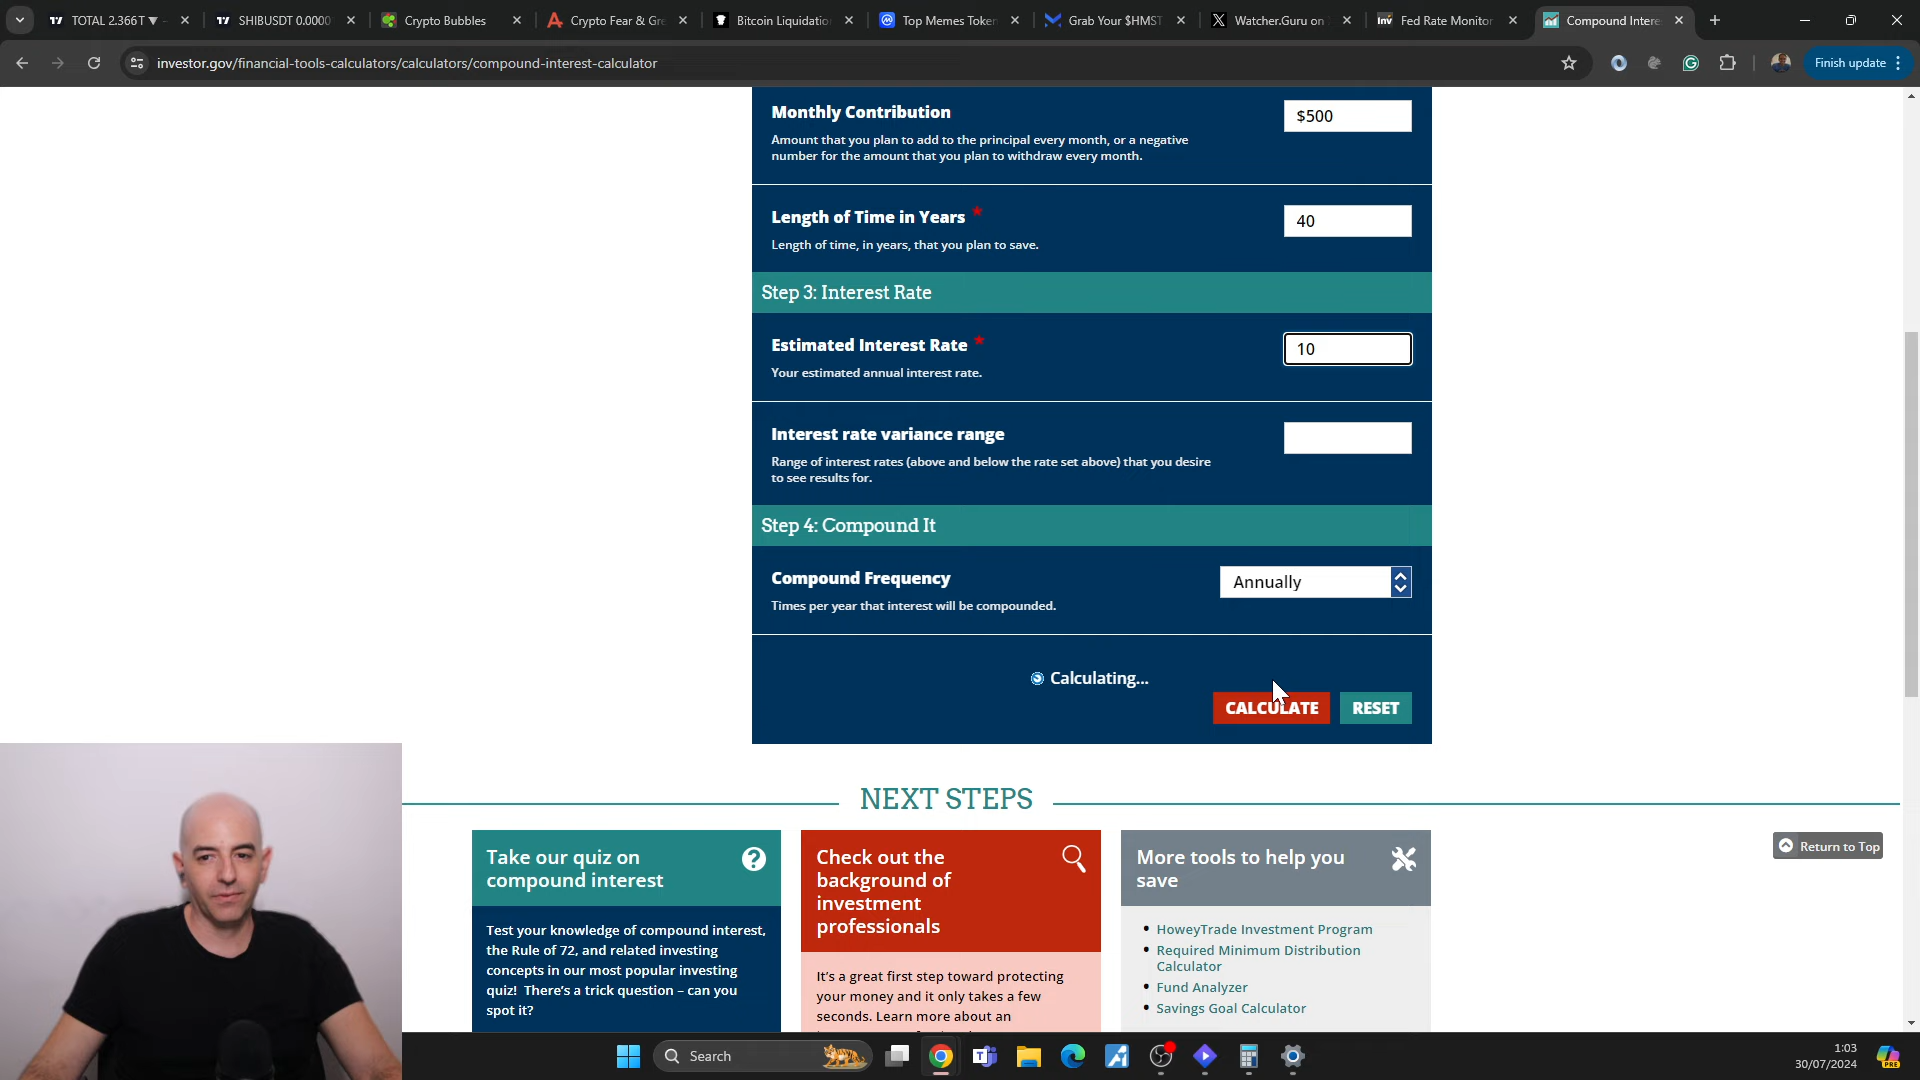 TOTAL 2.366T ▼
SHIBUSDT 0.0000
Crypto Bubbles
Crypto Fear & Gre
Bitcoin Liquidatio
Top Memes Token
Grab Your $HMST
Watcher.Guru on
Fed Rate Monitor
Compound Intere
investor.gov/financial-tools-calculators/calculators/compound-interest-calculator
Finish update
Monthly Contribution
$500
Amount that you plan to add to the principal every month, or a negative
number for the amount that you plan to withdraw every month.
Length of Time in Years *
40
Length of time, in years, that you plan to save.
Step 3: Interest Rate
Estimated Interest Rate *
10
Your estimated annual interest rate.
Interest rate variance range
Range of interest rates (above and below the rate set above) that you desire
to see results for.
Step 4: Compound It
Compound Frequency
Annually
Times per year that interest will be compounded.
Calculating...
CALCULATE
RESET
NEXT STEPS
Take our quiz on
compound interest
Test your knowledge of compound interest,
the Rule of 72, and related investing
concepts in our most popular investing
quiz! There's a trick question – can you
spot it?
Check out the
background of
investment
professionals
It's a great first step toward protecting
your money and it only takes a few
seconds. Learn more about an
More tools to help you
save
• HoweyTrade Investment Program
• Required Minimum Distribution
Calculator
• Fund Analyzer
• Savings Goal Calculator
Return to Top
Search
1:03
30/07/2024